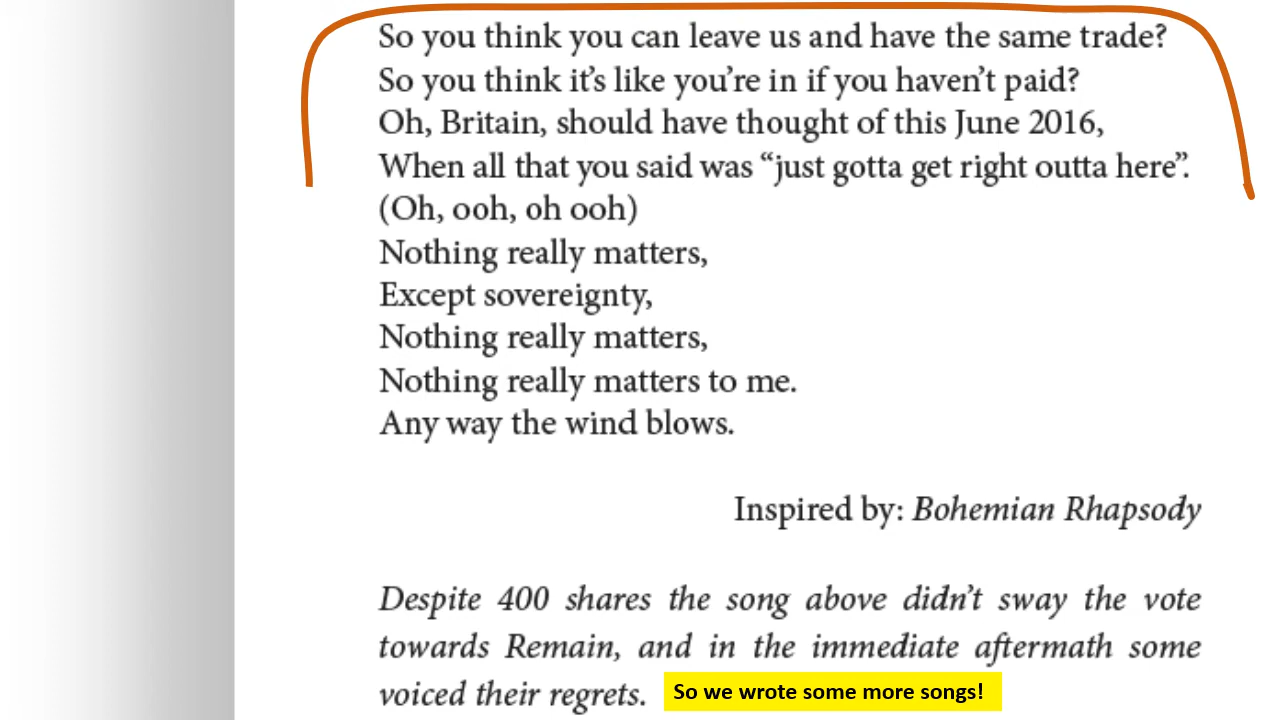 So you think you can leave us and have the same trade?
So you think it’s like you’re in if you haven’t paid?
Oh, Britain, should have thought of this June 2016,
When all that you said was “just gotta get right outta here”.
(Oh, ooh, oh ooh)
Nothing really matters,
Except sovereignty,
Nothing really matters,
Nothing really matters to me.
Any way the wind blows.
Inspired by: Bohemian Rhapsody
Despite 400 shares the song above didn’t sway the vote
towards Remain, and in the immediate aftermath some
voiced their regrets. So we wrote some more songs!